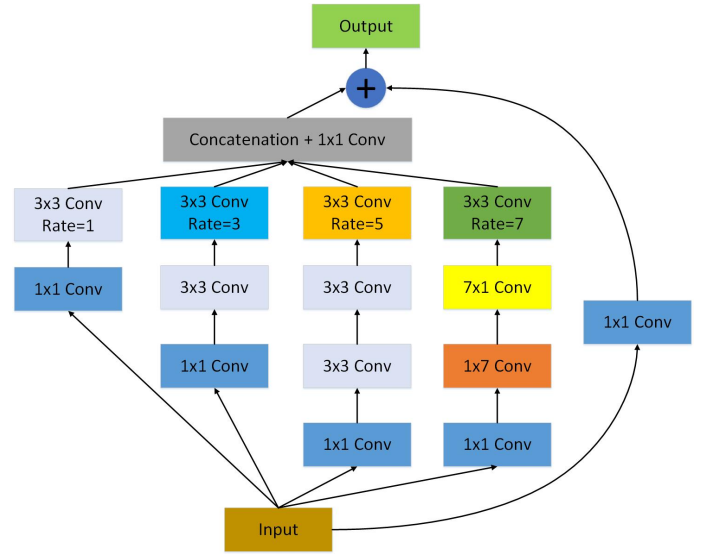 Output
+
Concatenation + 1x1 Conv
3x3 Conv
Rate=1
3x3 Conv
Rate=3
3x3 Conv
Rate=5
3x3 Conv
Rate=7
1x1 Conv
3x3 Conv
3x3 Conv
7x1 Conv
1x1 Conv
1x1 Conv
3x3 Conv
1x7 Conv
1x1 Conv
1x1 Conv
Input